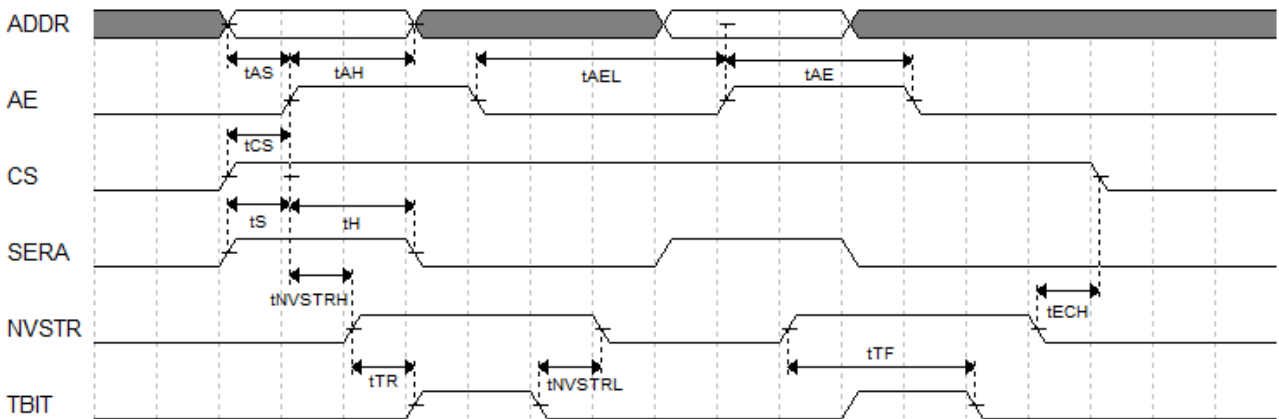 ADDR
tAS
tAH
tAEL
tAE
AE
tCS
CS
tS
tH
SERA
tNVSTRH
tECH
NVSTR
tTR
tNVSTRL
tTF
TBIT